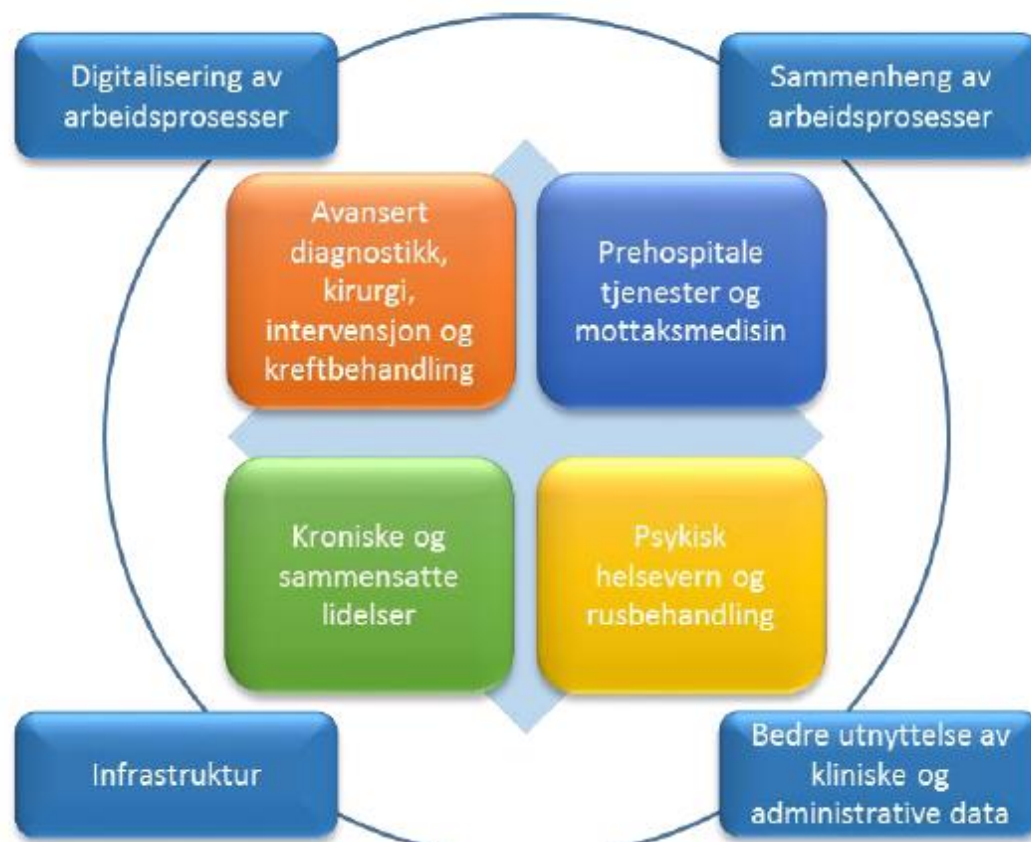 Digitalisering av
arbeidsprosesser
Sammenheng av
arbeidsprosesser
Avansert
diagnostikk,
kirurgi,
intervensjon og
kreftbehandling
Prehospitale
tjenester og
mottaksmedisin
Kroniske og
sammensatte
lidelser
Psykisk
helsevern og
rusbehandling
Infrastruktur
Bedre utnyttelse av
kliniske og
administrative data